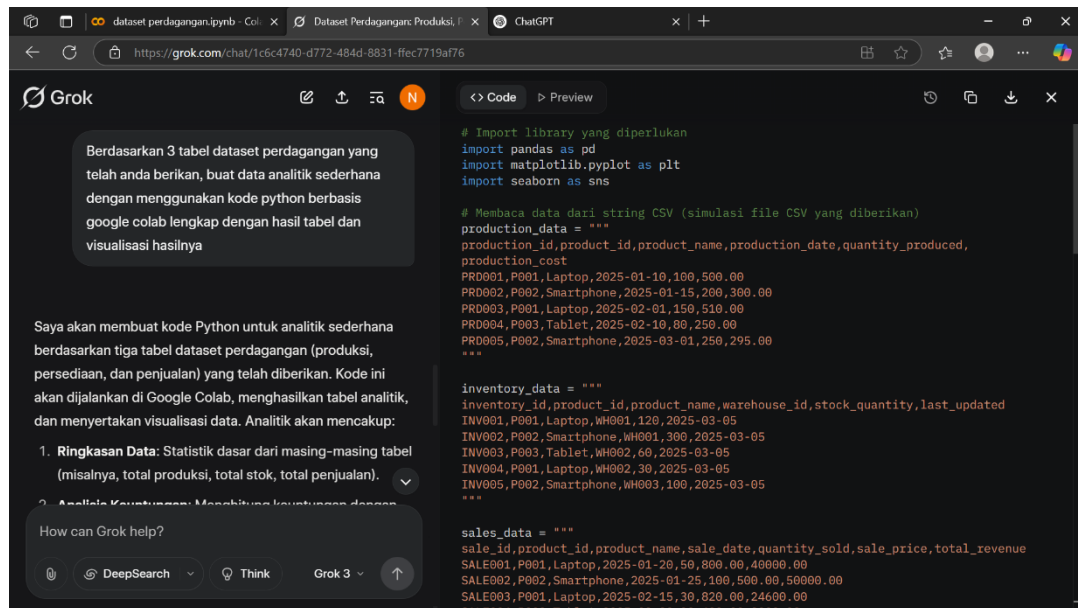 dataset perdagangan.ipynb - Col
Dataset Perdagangan: Produksi, P
ChatGPT
https://grok.com/chat/1c6c4740-d772-484d-8831-ffec7719af76
Grok
N
Berdasarkan 3 tabel dataset perdagangan yang
telah anda berikan, buat data analitik sederhana
dengan menggunakan kode python berbasis
google colab lengkap dengan hasil tabel dan
visualisasi hasilnya
Saya akan membuat kode Python untuk analitik sederhana
berdasarkan tiga tabel dataset perdagangan (produksi,
persediaan, dan penjualan) yang telah diberikan. Kode ini
akan dijalankan di Google Colab, menghasilkan tabel analitik,
dan menyertakan visualisasi data. Analitik akan mencakup:
1. Ringkasan Data: Statistik dasar dari masing-masing tabel
(misalnya, total produksi, total stok, total penjualan).
2. Analisis Keuntungan: Menghitung keuntungan dengan
How can Grok help?
DeepSearch
Think
Grok 3
<> Code
Preview
# Import library yang diperlukan
import pandas as pd
import matplotlib.pyplot as plt
import seaborn as sns
# Membaca data dari string CSV (simulasi file CSV yang diberikan)
production_data = """
production_id,product_id,product_name,production_date,quantity_produced,
production_cost
PRD001,P001,Laptop,2025-01-10,100,500.00
PRD002,P002,Smartphone,2025-01-15,200,300.00
PRD003,P001,Laptop,2025-02-01,150,510.00
PRD004,P003,Tablet,2025-02-10,80,250.00
PRD005,P002,Smartphone,2025-03-01,250,295.00
"""
inventory_data = """
inventory_id,product_id,product_name,warehouse_id,stock_quantity,last_updated
INV001,P001,Laptop,WH001,120,2025-03-05
INV002,P002,Smartphone,WH001,300,2025-03-05
INV003,P003,Tablet,WH002,60,2025-03-05
INV004,P001,Laptop,WH002,30,2025-03-05
INV005,P002,Smartphone,WH003,100,2025-03-05
"""
sales_data = """
sale_id,product_id,product_name,sale_date,quantity_sold,sale_price,total_revenue
SALE001,P001,Laptop,2025-01-20,50,800.00,40000.00
SALE002,P002,Smartphone,2025-01-25,100,500.00,50000.00
SALE003,P001,Laptop,2025-02-15,30,820.00,24600.00